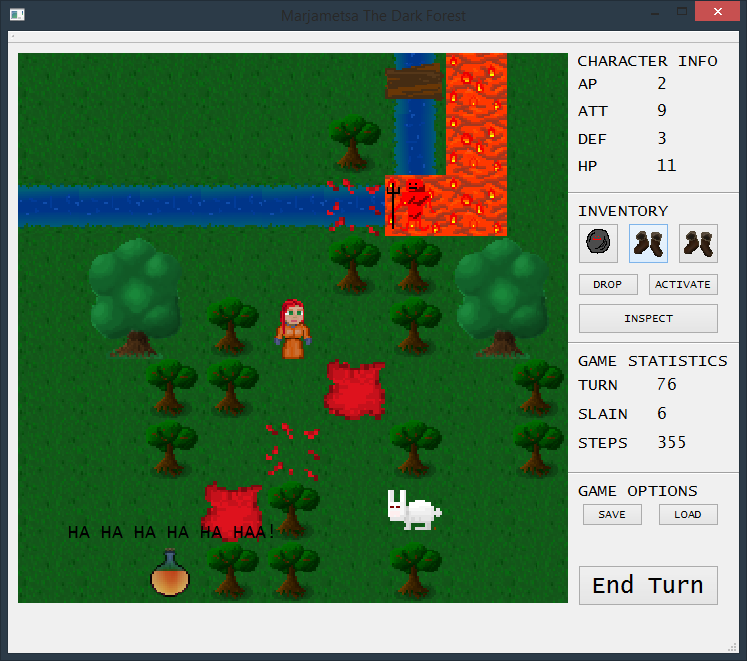 Marjametsä The Dark Forest
CHARACTER INFO
AP 2
ATT 9
DEF 3
HP 11
INVENTORY
DROP ACTIVATE
INSPECT
GAME STATISTICS
TURN 76
SLAIN 6
STEPS 355
GAME OPTIONS
SAVE LOAD
HA HA HA HA HA HAA!
End Turn